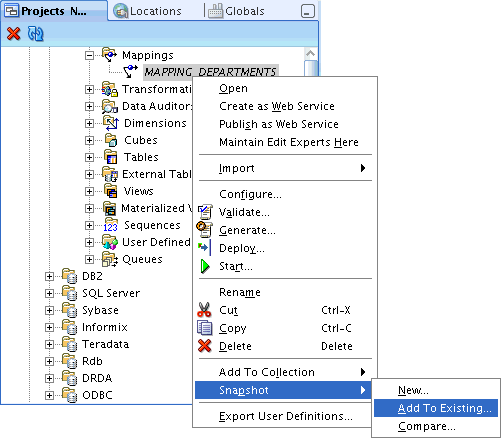 Projects N...
Locations
Globals
Mappings
MAPPING_DEPARTMENTS
Transformati
Data Auditors
Dimensions
Cubes
Tables
External Tabl
Views
Materialized V
123 Sequences
User Defined
Queues
DB2
SQL Server
Sybase
Informix
Teradata
Rdb
DRDA
ODBC
Open
Create as Web Service
Publish as Web Service
Maintain Edit Experts Here
Import
Configure...
Validate...
Generate...
Deploy...
Start...
Rename
Cut Ctrl-X
Copy Ctrl-C
Delete Delete
Add To Collection
Snapshot
Export User Definitions...
New...
Add To Existing...
Compare...